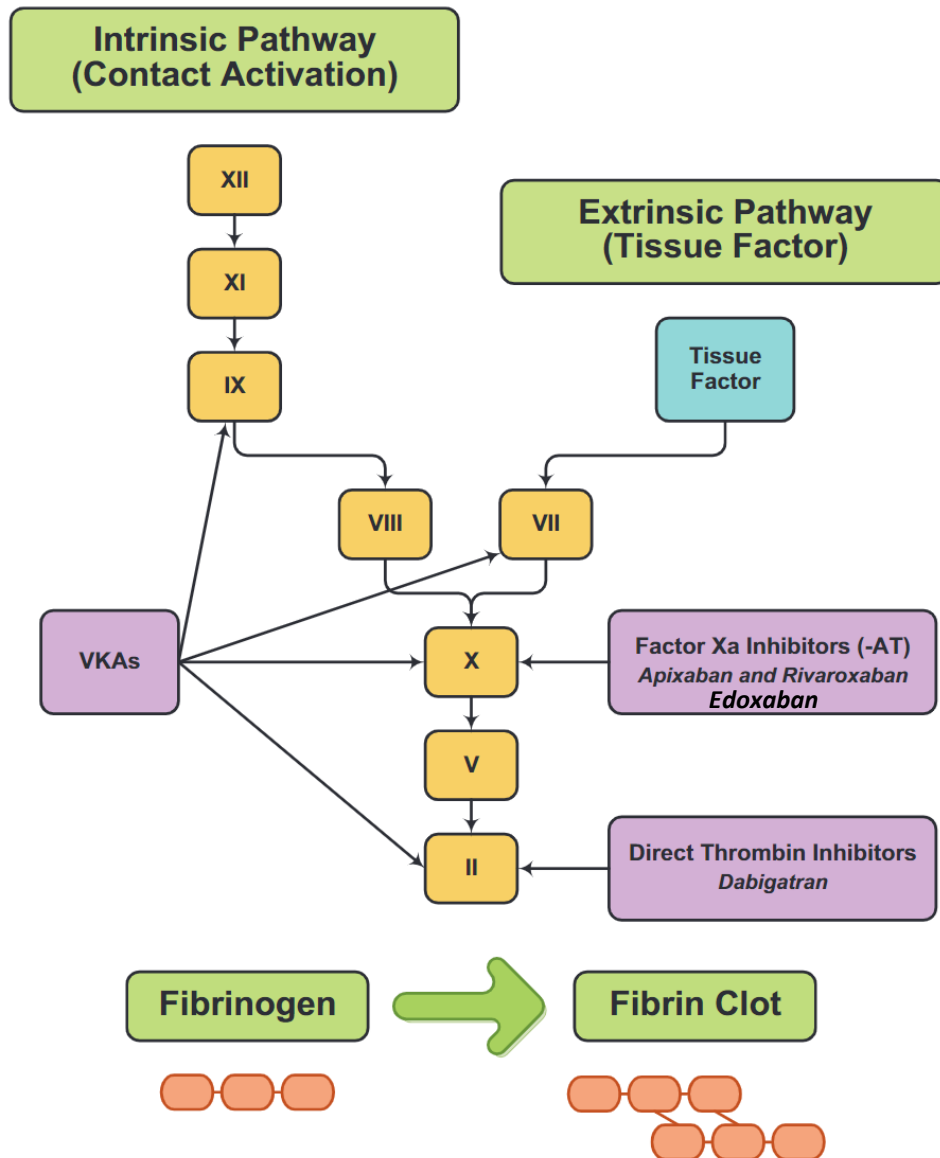 Intrinsic Pathway
(Contact Activation)
XII
Extrinsic Pathway
(Tissue Factor)
XI
Tissue
Factor
IX
VIII
VII
VKAs
X
Factor Xa Inhibitors (-AT)
Apixaban and Rivaroxaban
Edoxaban
V
II
Direct Thrombin Inhibitors
Dabigatran
Fibrinogen
Fibrin Clot